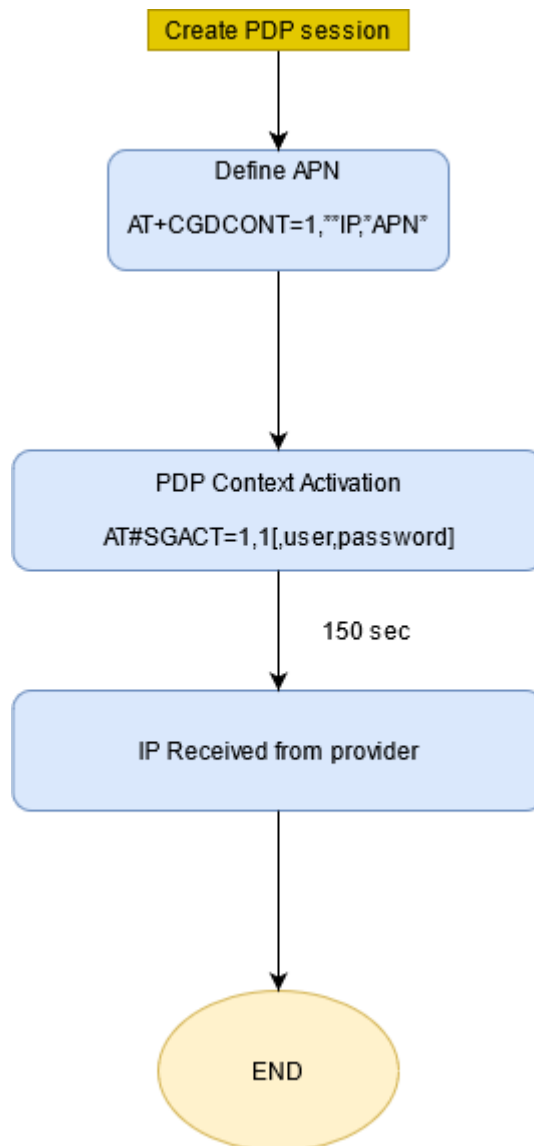 Create PDP session
Define APN
AT+CGDCONT=1,””IP,”APN”
PDP Context Activation
AT#SGACT=1,1[,user,password]
150 sec
IP Received from provider
END